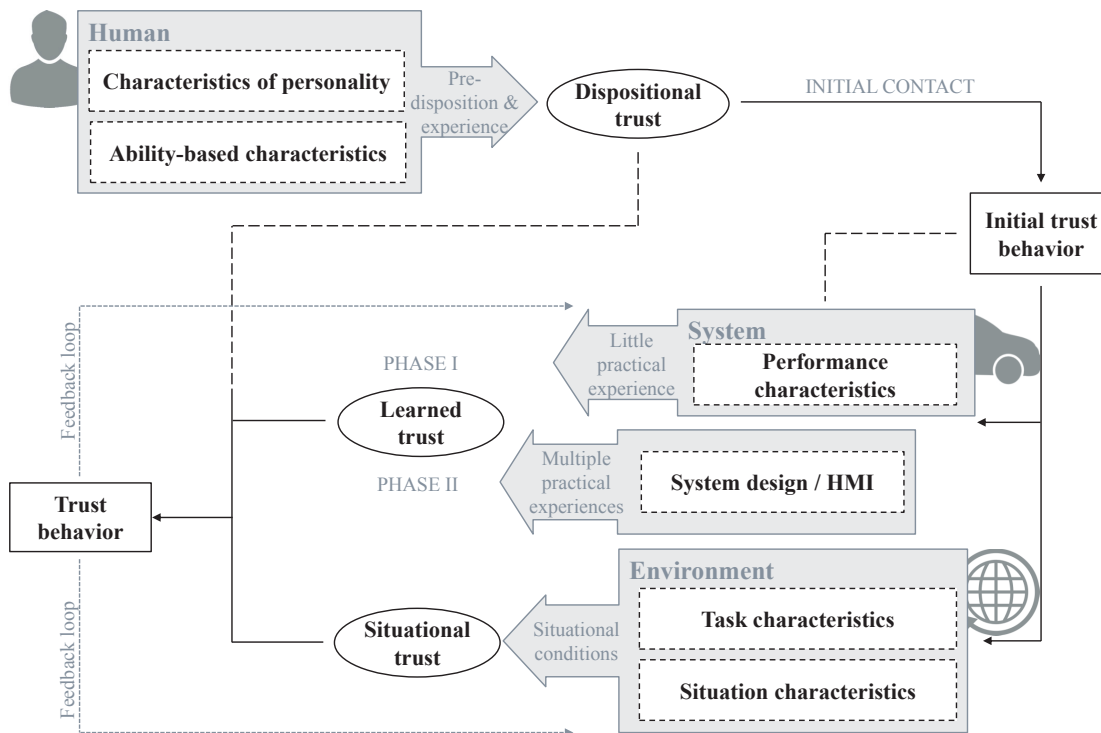 Human
Characteristics of personality
Ability-based characteristics
Pre-
disposition &
experience
Dispositional
trust
INITIAL CONTACT
Initial trust
behavior
System
Performance
characteristics
Little
practical
experience
PHASE I
Learned
trust
PHASE II
Multiple
practical
experiences
System design / HMI
Feedback loop
Trust
behavior
Feedback loop
Environment
Task characteristics
Situation characteristics
Situational
conditions
Situational
trust